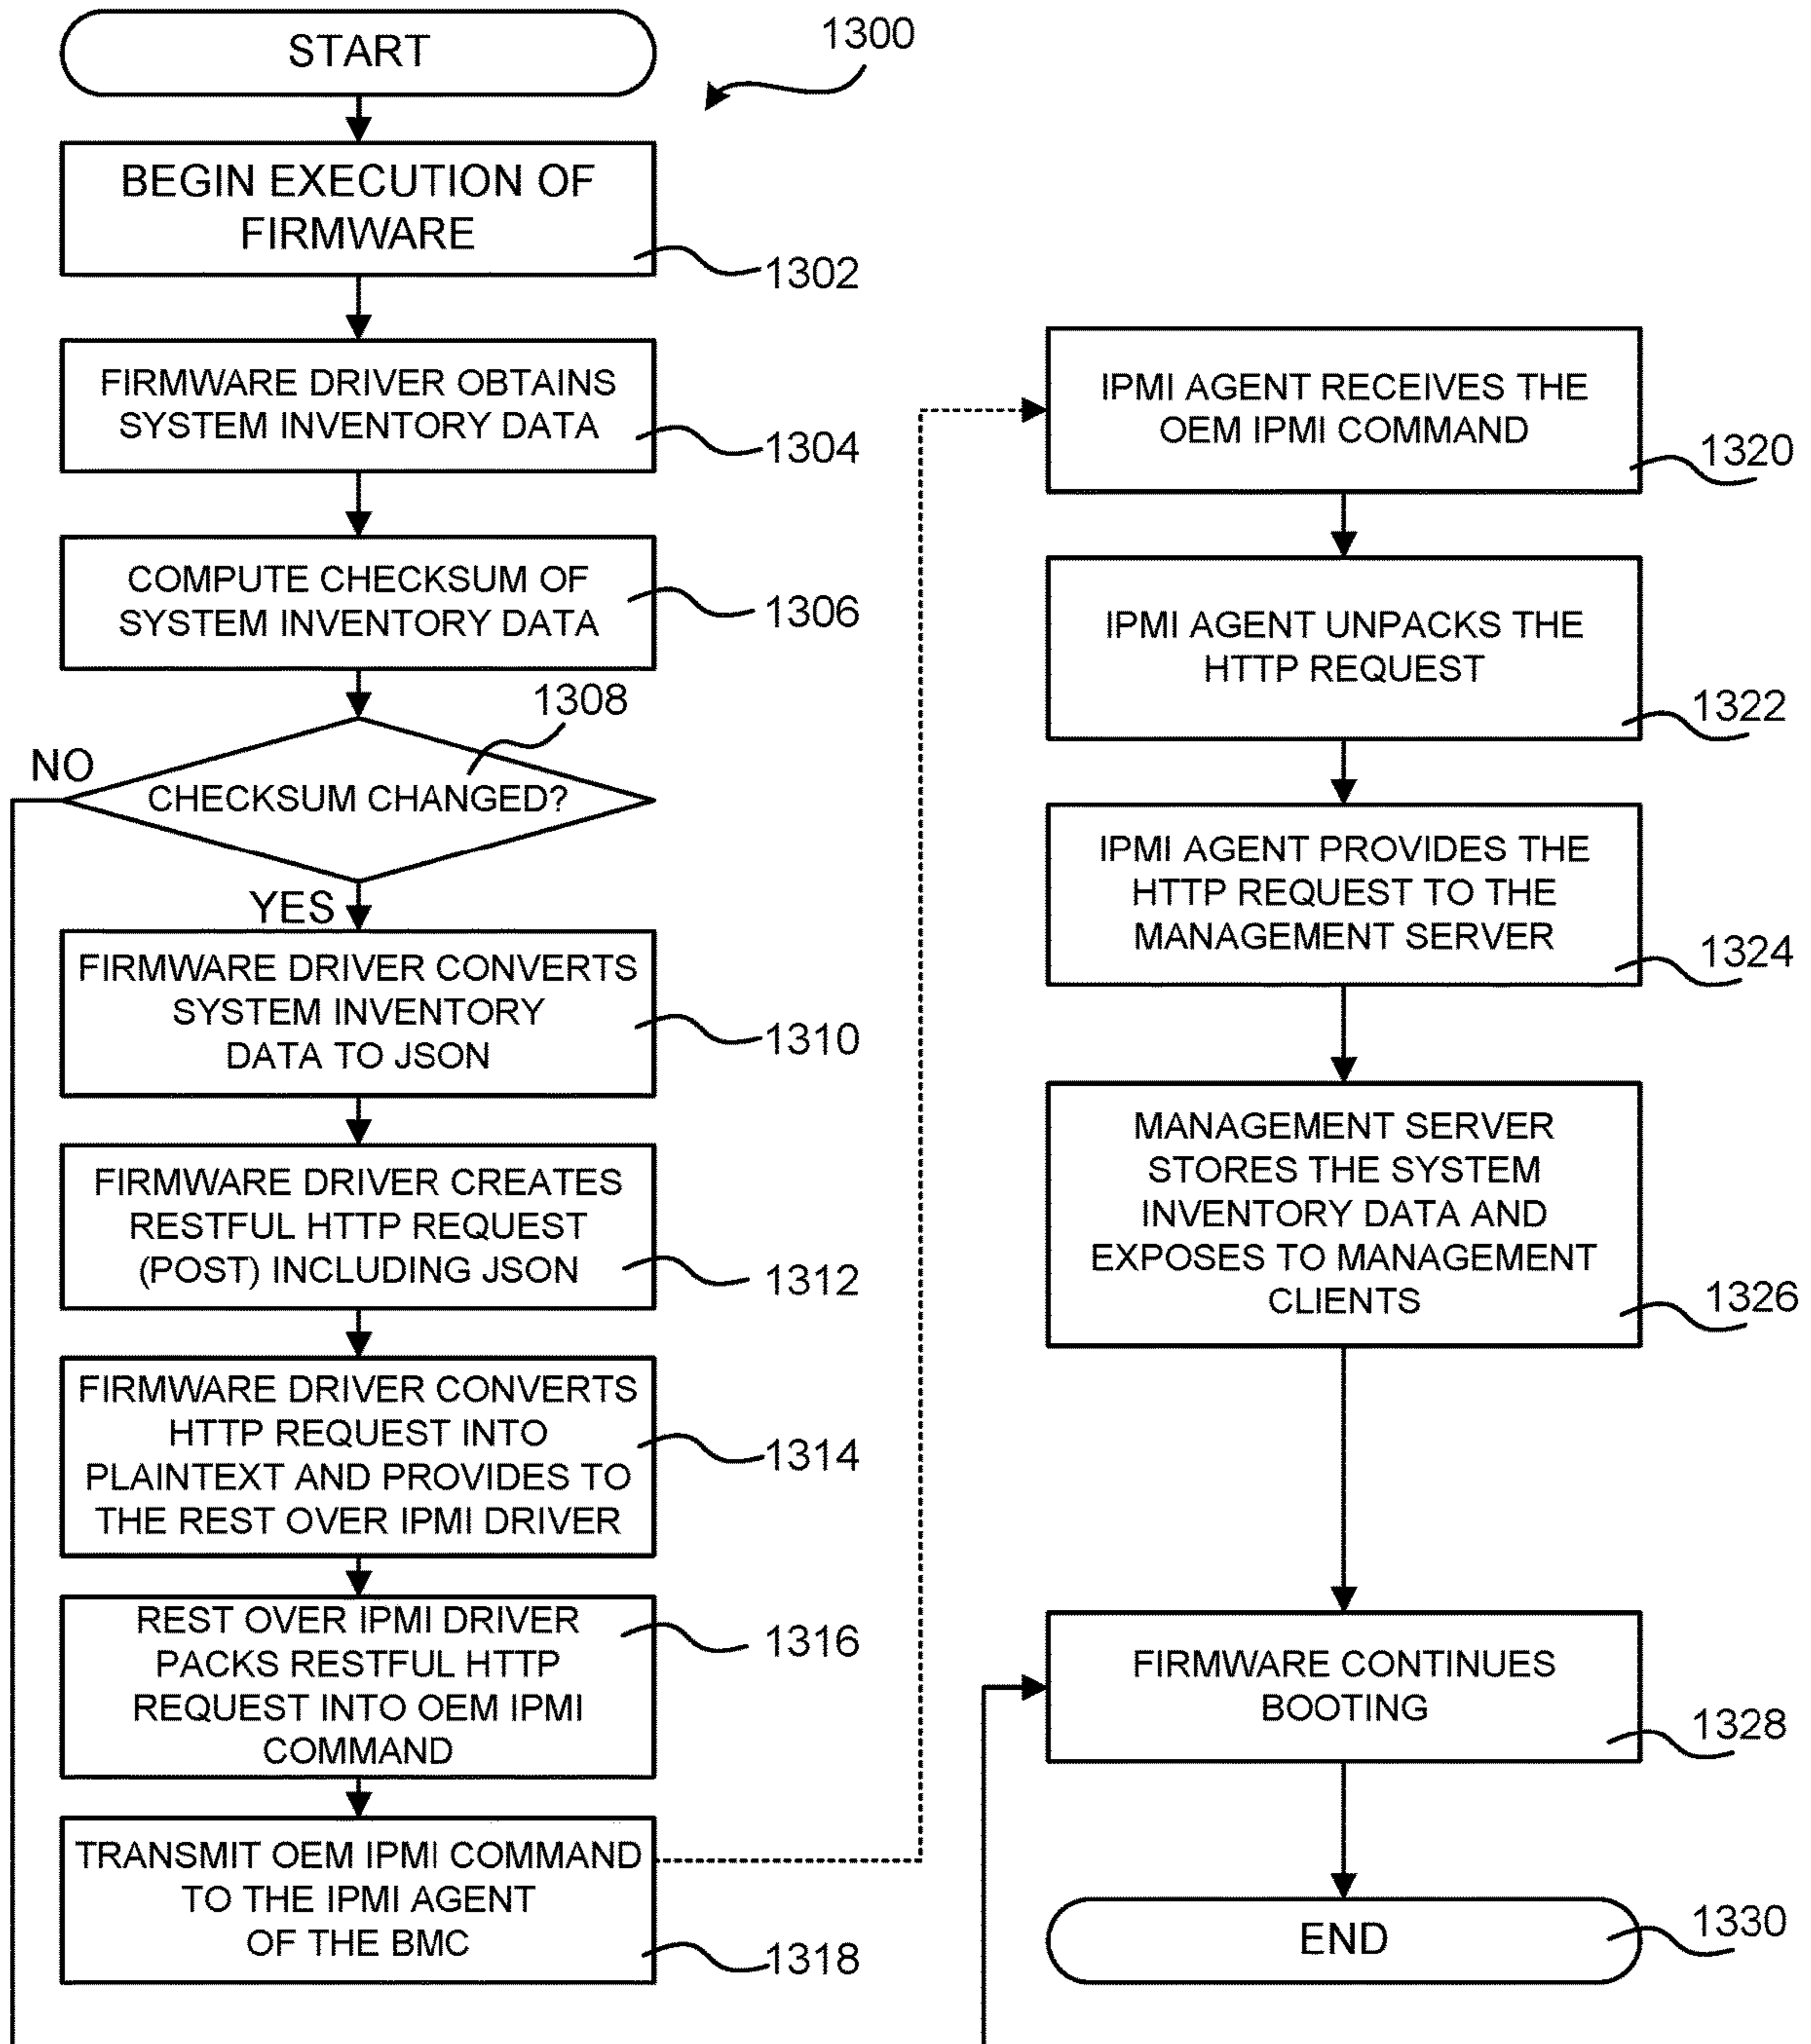 START
1300
BEGIN EXECUTION OF
FIRMWARE
1302
FIRMWARE DRIVER OBTAINS
SYSTEM INVENTORY DATA
1304
COMPUTE CHECKSUM OF
SYSTEM INVENTORY DATA
1306
1308
NO
CHECKSUM CHANGED?
YES
FIRMWARE DRIVER CONVERTS
SYSTEM INVENTORY
DATA TO JSON
1310
FIRMWARE DRIVER CREATES
RESTFUL HTTP REQUEST
(POST) INCLUDING JSON
1312
FIRMWARE DRIVER CONVERTS
HTTP REQUEST INTO
PLAINTEXT AND PROVIDES TO
THE REST OVER IPMI DRIVER
1314
REST OVER IPMI DRIVER
PACKS RESTFUL HTTP
REQUEST INTO OEM IPMI
COMMAND
1316
TRANSMIT OEM IPMI COMMAND
TO THE IPMI AGENT
OF THE BMC
1318
IPMI AGENT RECEIVES THE
OEM IPMI COMMAND
1320
IPMI AGENT UNPACKS THE
HTTP REQUEST
1322
IPMI AGENT PROVIDES THE
HTTP REQUEST TO THE
MANAGEMENT SERVER
1324
MANAGEMENT SERVER
STORES THE SYSTEM
INVENTORY DATA AND
EXPOSES TO MANAGEMENT
CLIENTS
1326
FIRMWARE CONTINUES
BOOTING
1328
END
1330